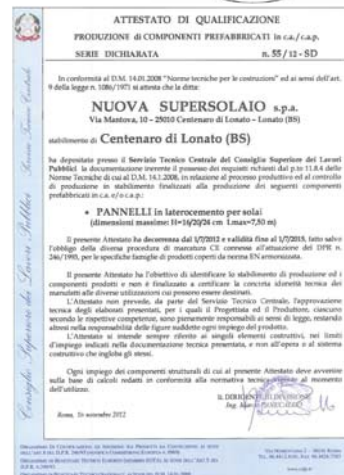 ATTESTATO DI QUALIFICAZIONE
PRODUZIONE di COMPONENTI PREFABBRICATI in c.a./c.a.p.
SERIE DICHIARATA n. 55/12-SD
In conformità al D.M. 14.01.2008 "Norme tecniche per le costruzioni" ed ai sensi dell'art.
9 della legge n. 1086/1971 si attesta che la ditta:
NUOVA SUPERSOLAIO s.p.a.
Via Mantova, 10 – 25010 Centenaro di Lonato – Lonato (BS)
stabilimento di Centenaro di Lonato (BS)
ha depositato presso il Servizio Tecnico Centrale del Consiglio Superiore dei Lavori
Pubblici la documentazione inerente il possesso dei requisiti richiesti dal p.to 11.8.4 delle
Norme Tecniche di cui al D.M. 14.1.2008, in relazione al processo produttivo ed al controllo
di produzione in stabilimento finalizzati alla produzione dei seguenti componenti
prefabbricati in c.a. e/o c.a.p.:
• PANNELLI in laterocemento per solai
(dimensioni massime: H=16/20/24 cm Lmax=7,50 m)
Il presente Attesto ha decorrenza dal 1/7/2012 e validità fino al 1/7/2015, fatto salvo
l'obbligo della diversa procedura di marcatura CE connessa all'attuazione del DPR n.
246/1993, per le specifiche famiglie di prodotti coperti da norma EN armonizzata.
Il presente Attestato ha l'obiettivo di identificare lo stabilimento di produzione ed i
componenti prodotti e non è finalizzato a certificare la concreta idoneità tecnica dei
manufatti alle diverse utilizzazioni cui possono essere destinati.
L'Attestato non prevede, da parte del Servizio Tecnico Centrale, l'approvazione
tecnica degli elaborati presentati, per i quali il Progettista ed il Produttore, ciascuno
secondo le rispettive competenze, sono pienamente responsabili ai sensi di legge, restando
altresì nella responsabilità delle figure suddette ogni impiego del prodotto.
L'Attestato si intende sempre riferito ai singoli elementi costruttivi, nei limiti
d'impiego indicati nella documentazione tecnica presentata, e non all'opera o al sistema
costruttivo che ingloba gli stessi.
Ogni impiego dei componenti strutturali di cui al presente Attestato deve avvenire
sulla base di calcoli redatti in conformità alla normativa tecnica vigente al momento
dell'utilizzo.
IL DIRIGENTE III DIVISIONE
Ing. Marco
Roma, 16 novembre 2012
Consiglio Superiore dei Lavori Pubblici Servizio Tecnico Centrale